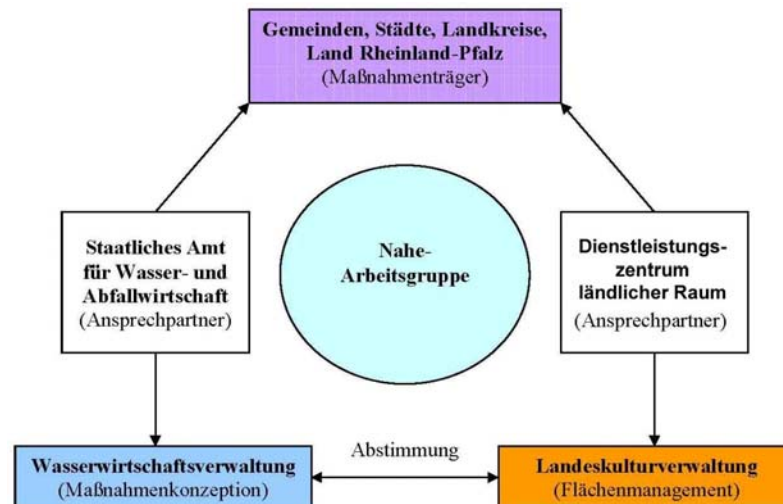 Gemeinden, Städte, Landkreise,
Land Rheinland-Pfalz
(Maßnahmenträger)
Staatliches Amt
für Wasser- und
Abfallwirtschaft
(Ansprechpartner)
Nahe-
Arbeitsgruppe
Dienstleistungs-
zentrum
ländlicher Raum
(Ansprechpartner)
Wasserwirtschaftsverwaltung
(Maßnahmenkonzeption)
Abstimmung
Landeskulturverwaltung
(Flächenmanagement)